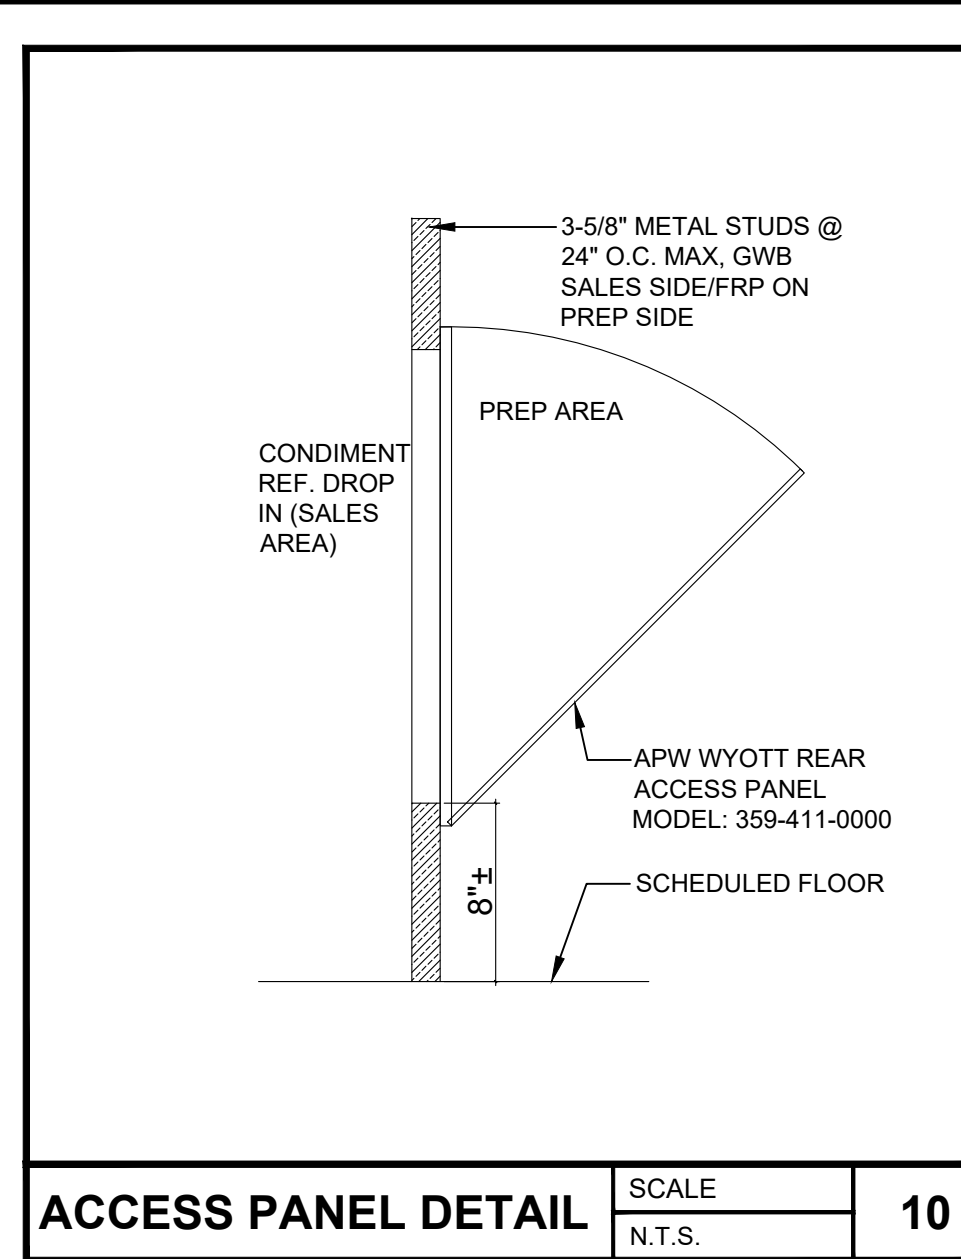 3-5/8" METAL STUDS @
24" O.C. MAX, GWB
SALES SIDE/FRP ON
PREP SIDE
PREP AREA
CONDIMENT
REF. DROP
IN (SALES
AREA)
APW WYOTT REAR
ACCESS PANEL
MODEL: 359-411-0000
8"±
SCHEDULED FLOOR
ACCESS PANEL DETAIL
SCALE
N.T.S.
10